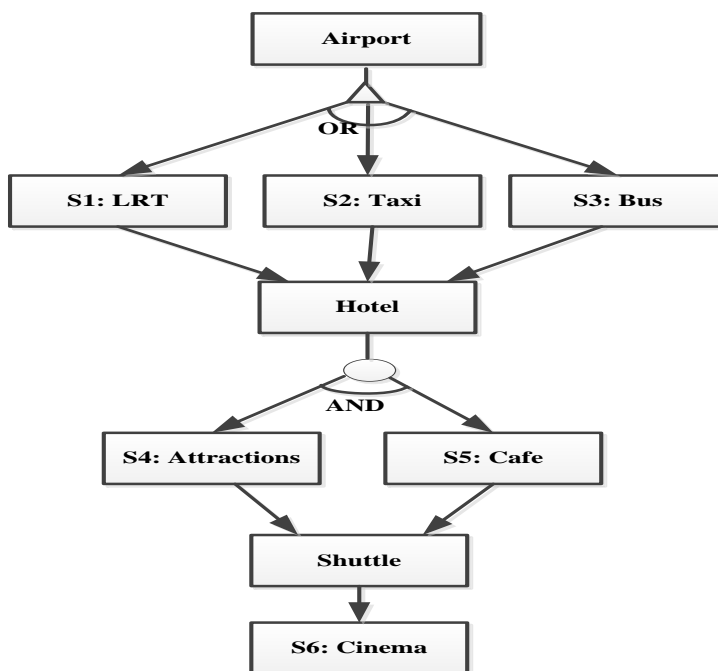 Airport
OR
S1: LRT
S2: Taxi
S3: Bus
Hotel
AND
S4: Attractions
S5: Cafe
Shuttle
S6: Cinema